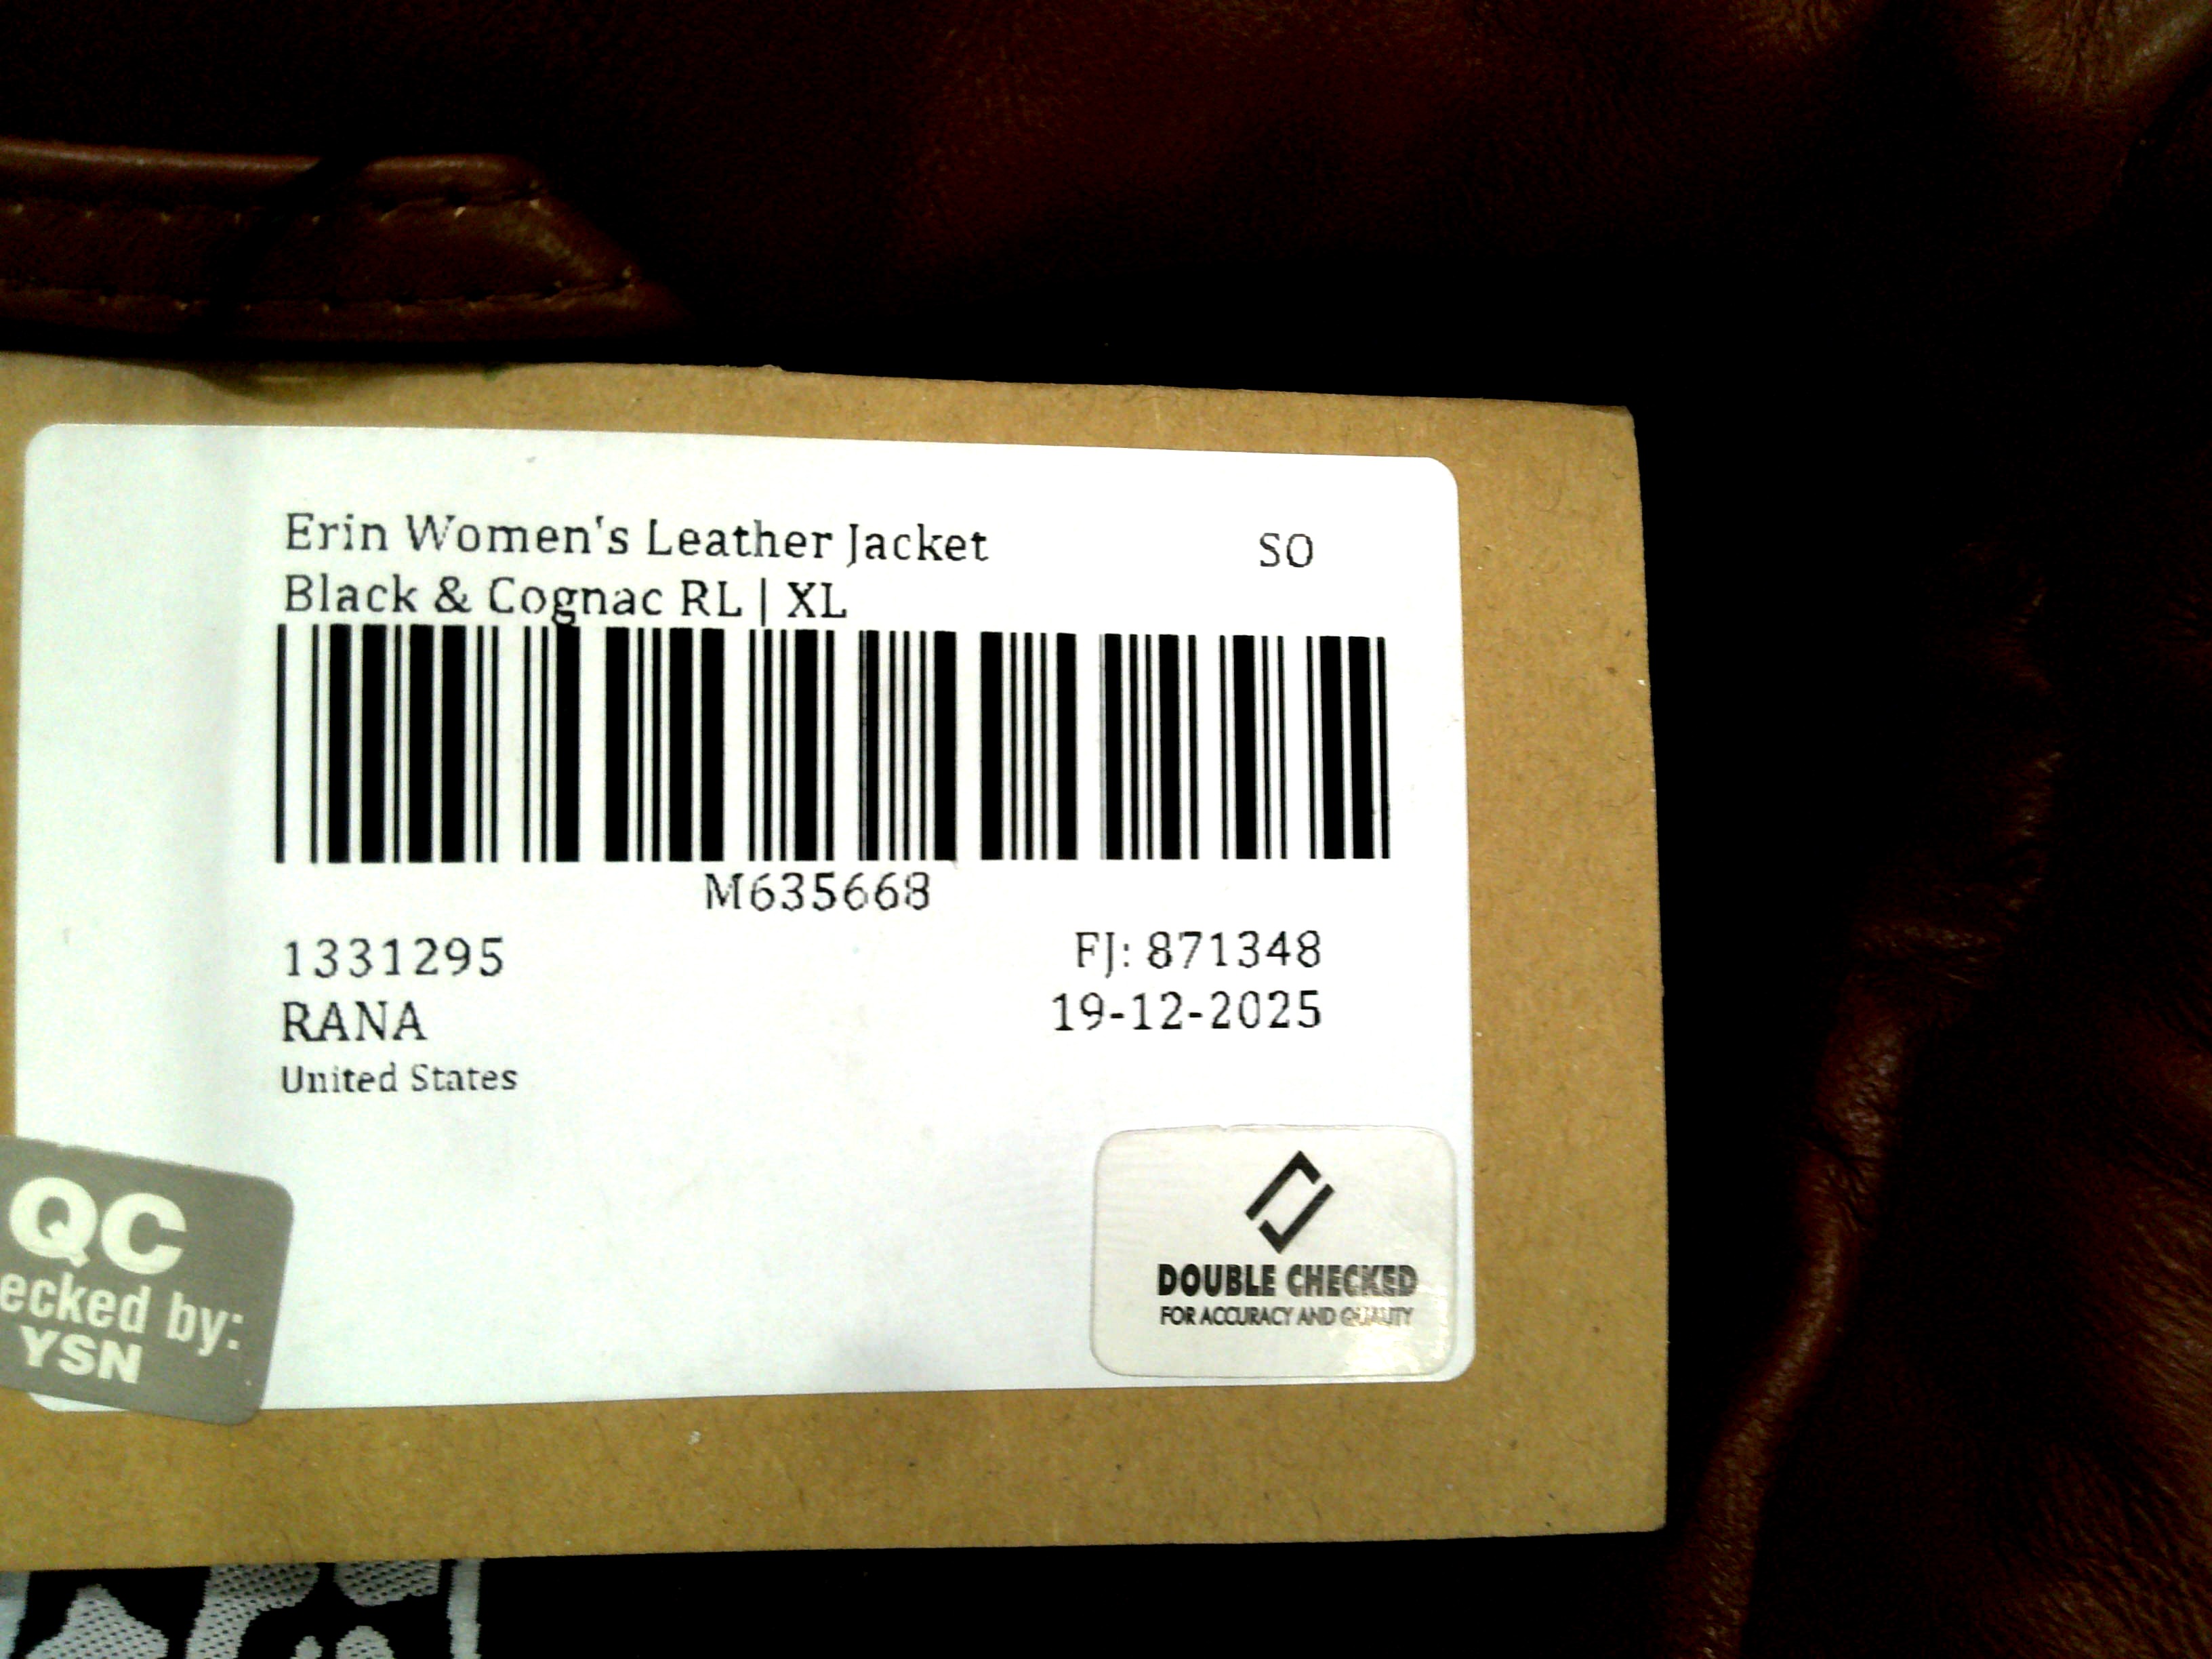 Erin Women's Leather Jacket SO
Black & Cognac RL | XL
M635668
1331295 FJ: 871348
RANA 19-12-2025
United States
QC
ecked by:
YSN
DOUBLE CHECKED
FOR ACCURACY AND QUALITY